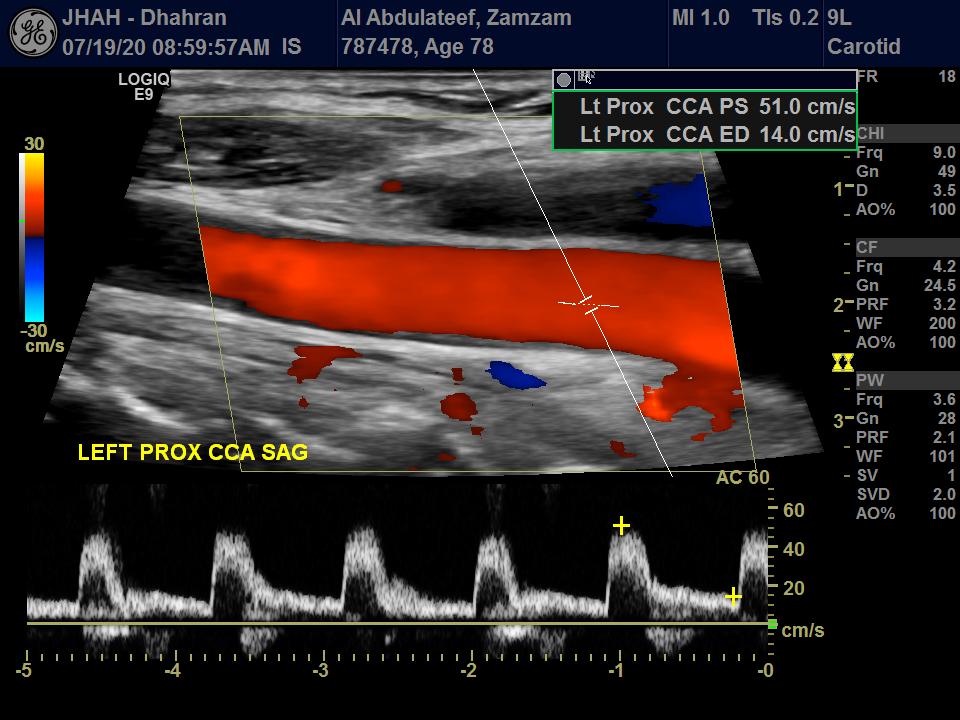 GE
JHAH - Dhahran
07/19/20 08:59:57AM IS
Al Abdulateef, Zamzam
787478, Age 78
MI 1.0 TIs 0.2
9L
Carotid
LOGIQ
E9
Lt Prox CCA PS 51.0 cm/s
Lt Prox CCA ED 14.0 cm/s
30
-30
cm/s
1
2
3
FR 18
CHI
Frq 9.0
Gn 49
D 3.5
AO% 100
CF
Frq 4.2
Gn 24.5
PRF 3.2
WF 200
AO% 100
PW
Frq 3.6
Gn 28
PRF 2.1
WF 101
SV 1
SVD 2.0
AO% 100
LEFT PROX CCA SAG
AC 60
60
40
20
cm/s
-5 -4 -3 -2 -1 -0